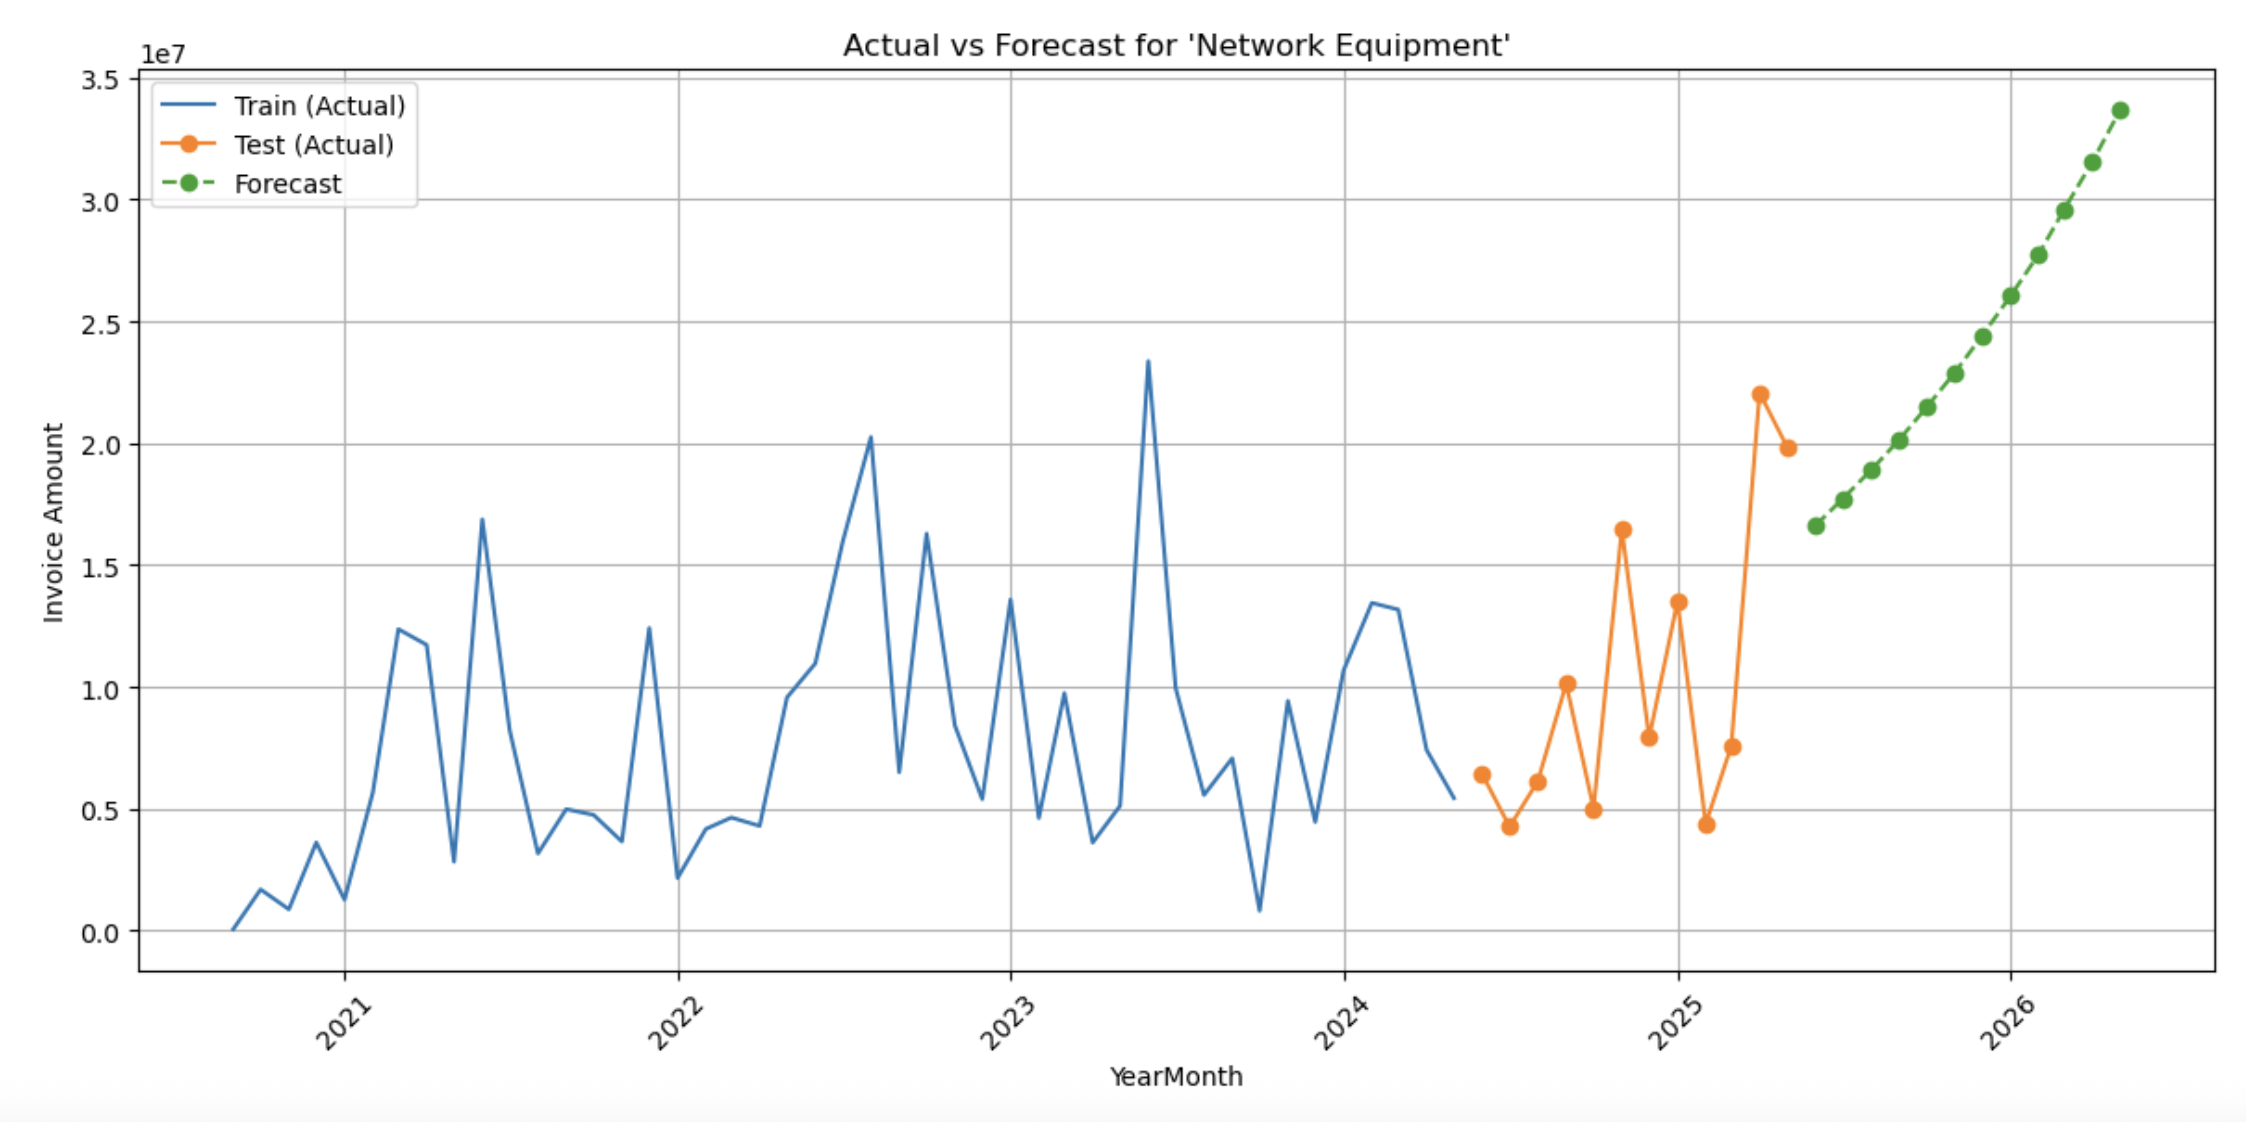 Actual vs Forecast for 'Network Equipment'
1e7
Train (Actual)
Test (Actual)
Forecast
3.5
3.0
2.5
2.0
1.5
1.0
0.5
0.0
Invoice Amount
2021
2022
2023
2024
2025
2026
YearMonth